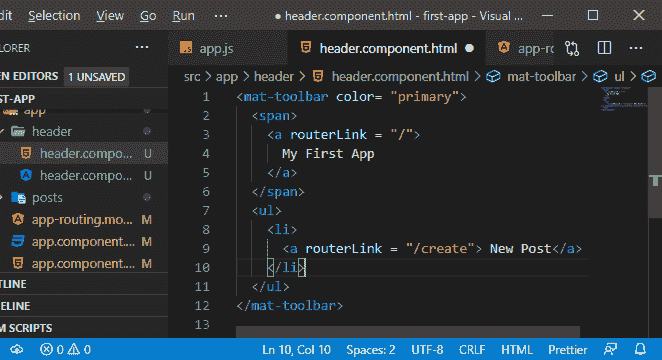 dit Selection View Go Run ··· ● header.component.html - first-app - Visual ...
LORER ···
EN EDITORS 1 UNSAVED
ST-APP
app
header
header.compo... U
header.compo... U
posts
app-routing.mo... M
app.component... M
app.component... M
TLINE
ELINE
M SCRIPTS
app.js header.component.html ● app-ro ···
src > app > header > header.component.html > mat-toolbar > ul >
1 <mat-toolbar color= "primary">
2 <span>
3 <a routerLink = "/">
4 My First App
5 </a>
6 </span>
7 <ul>
8 <li>
9 <a routerLink = "/create"> New Post</a>
10 </li>
11 </ul>
12 </mat-toolbar>
13
0 0 Ln 10, Col 10 Spaces: 2 UTF-8 CRLF HTML Prettier